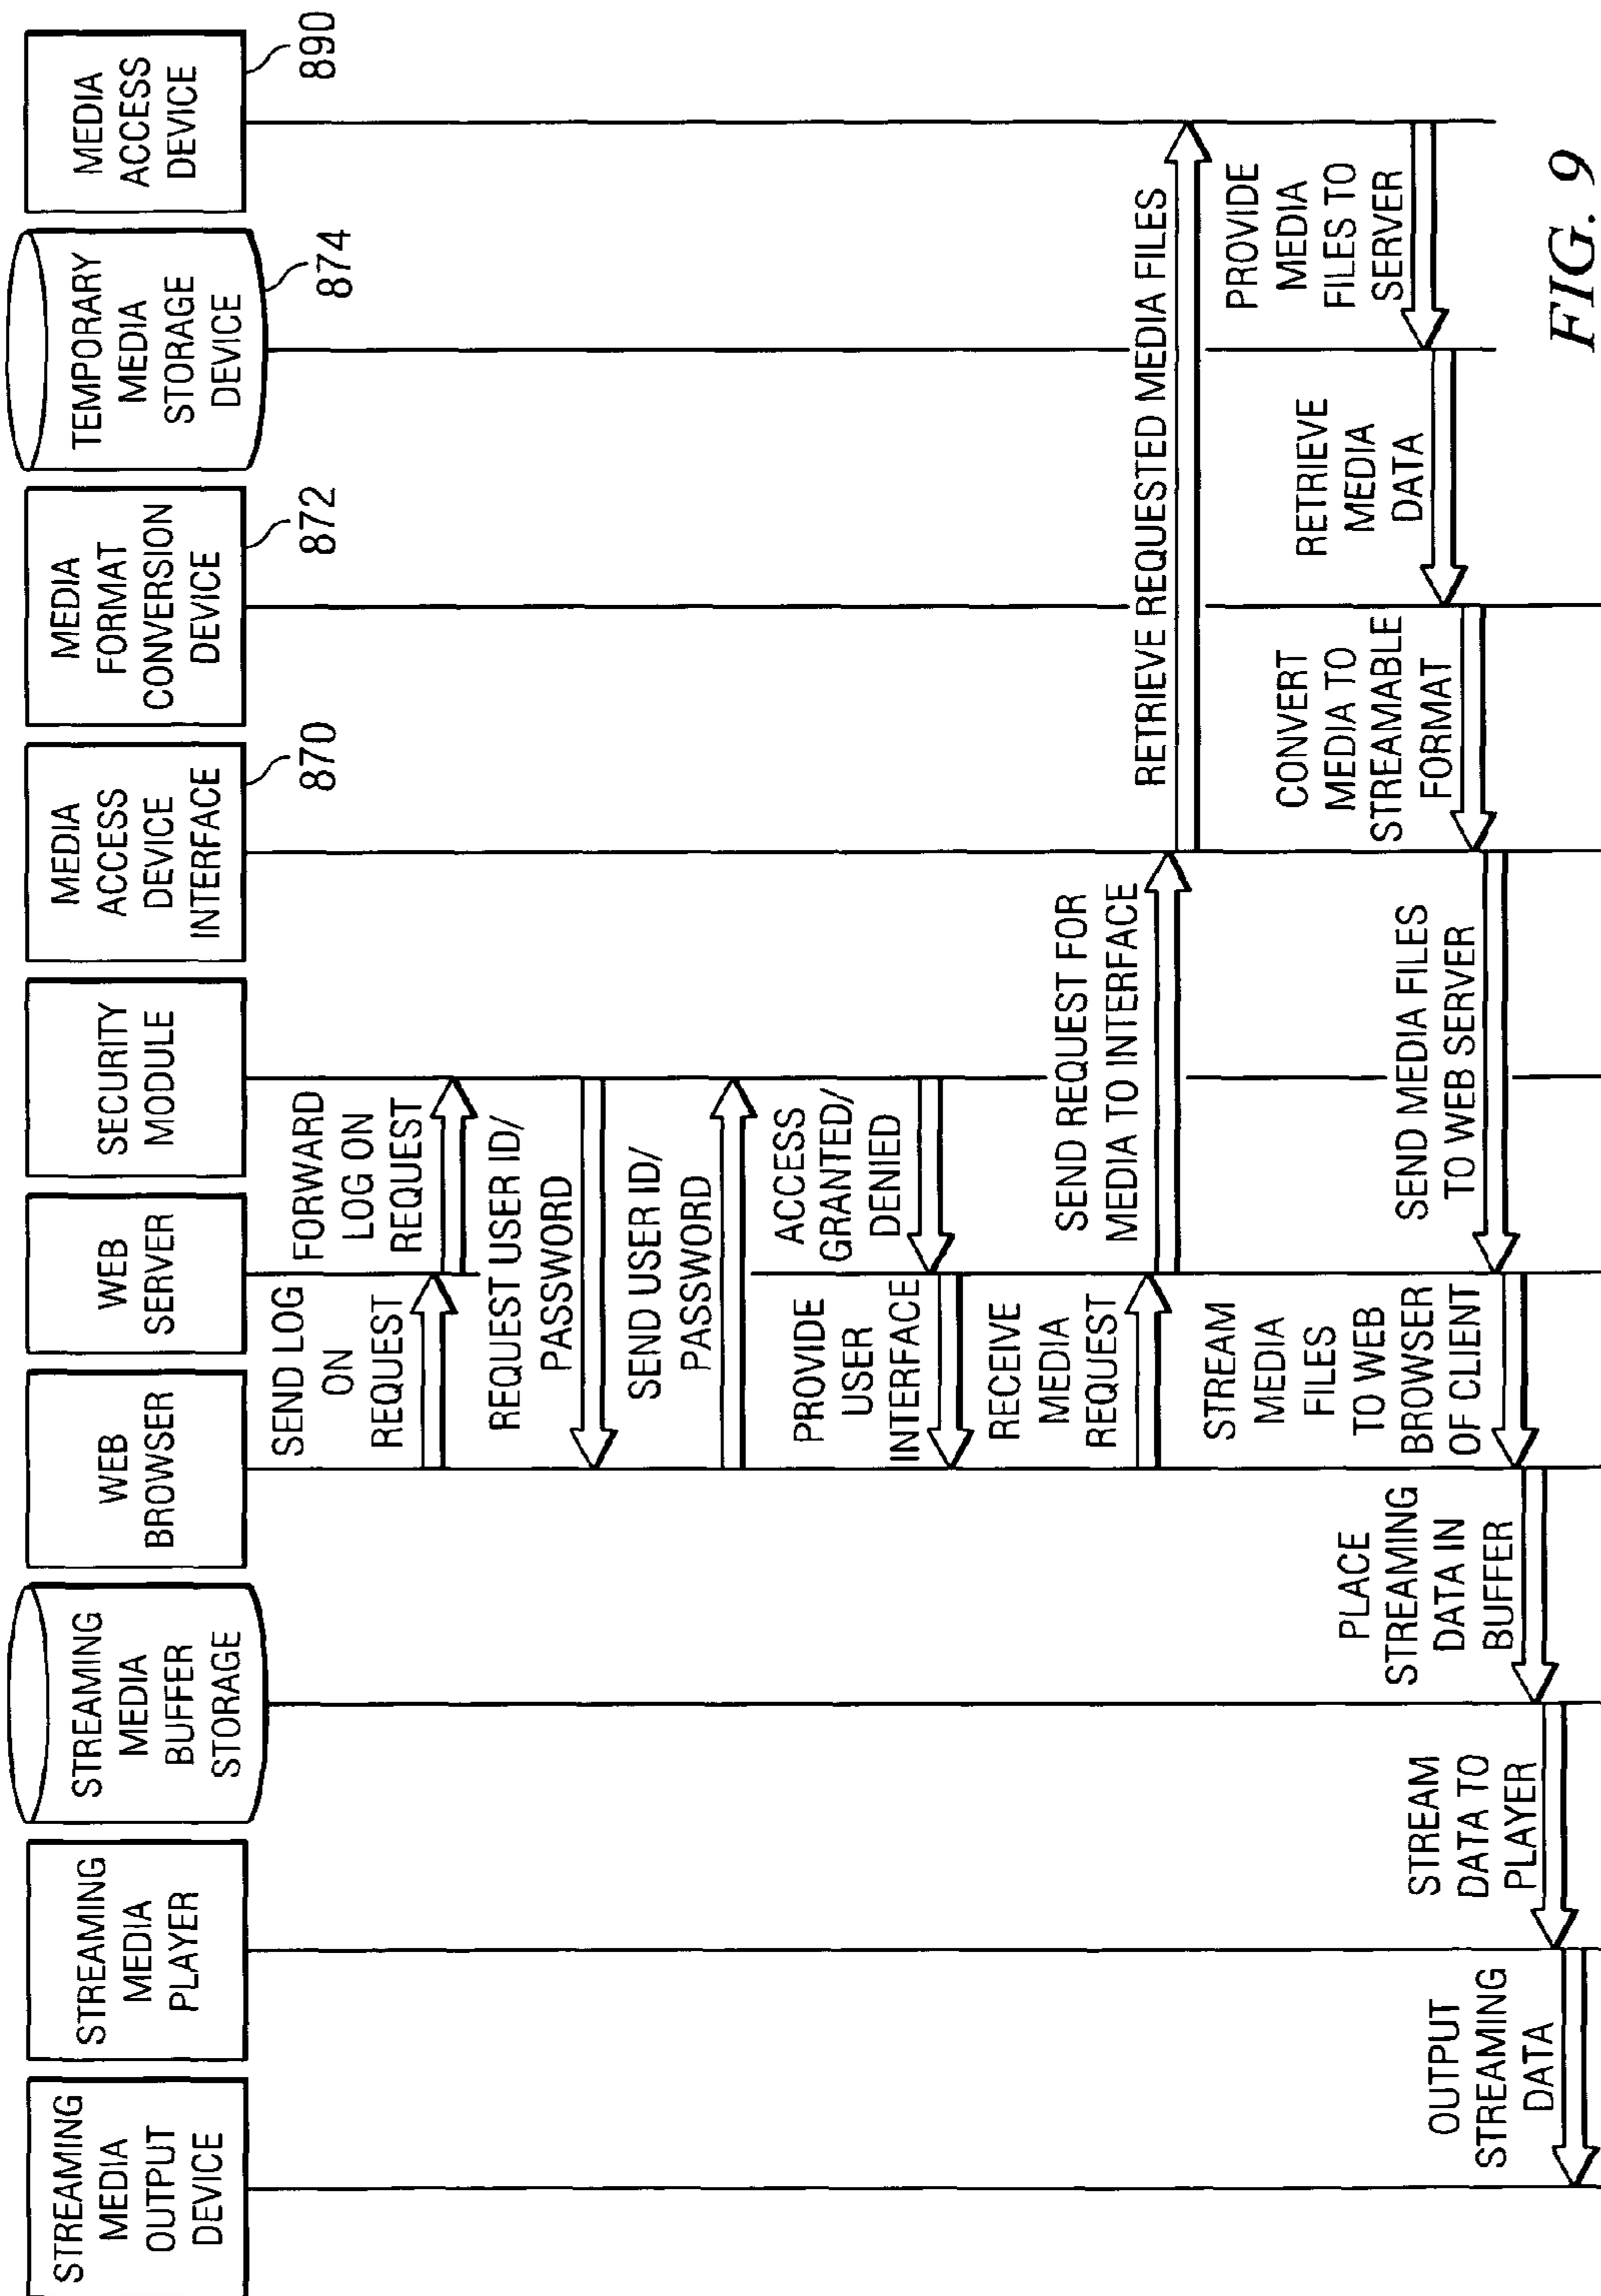 STREAMING
MEDIA
OUTPUT
DEVICE
STREAMING
MEDIA
PLAYER
STREAMING
MEDIA
BUFFER
STORAGE
WEB
BROWSER
WEB
SERVER
SECURITY
MODULE
MEDIA
ACCESS
DEVICE
INTERFACE
870
MEDIA
FORMAT
CONVERSION
DEVICE
872
TEMPORARY
MEDIA
STORAGE
DEVICE
874
MEDIA
ACCESS
DEVICE
890
SEND LOG
ON
REQUEST
FORWARD
LOG ON
REQUEST
REQUEST USER ID/
PASSWORD
SEND USER ID/
PASSWORD
ACCESS
GRANTED/
DENIED
PROVIDE
USER
INTERFACE
RECEIVE
MEDIA
REQUEST
SEND REQUEST FOR
MEDIA TO INTERFACE
RETRIEVE REQUESTED MEDIA FILES
PROVIDE
MEDIA
FILES TO
SERVER
RETRIEVE
MEDIA
DATA
CONVERT
MEDIA TO
STREAMABLE
FORMAT
SEND MEDIA FILES
TO WEB SERVER
STREAM
MEDIA
FILES
TO WEB
BROWSER
OF CLIENT
PLACE
STREAMING
DATA IN
BUFFER
STREAM
DATA TO
PLAYER
OUTPUT
STREAMING
DATA
FIG. 9